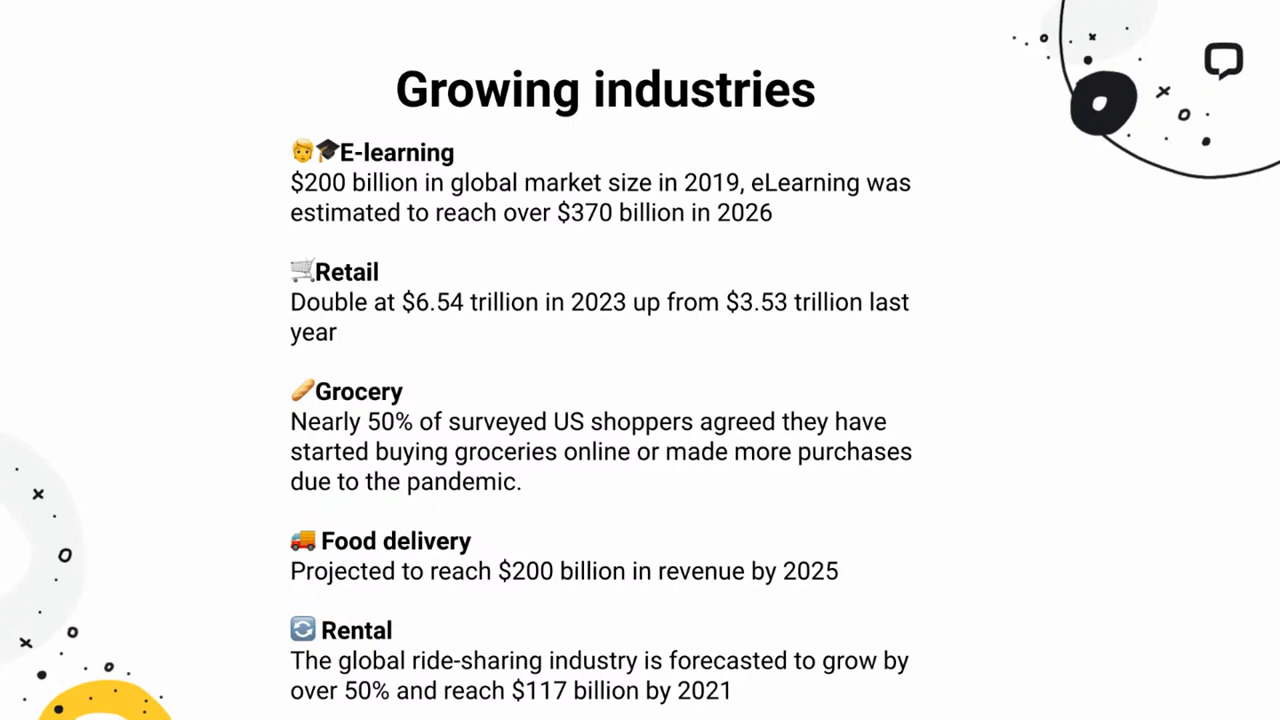 Growing industries
E-learning
$200 billion in global market size in 2019, eLearning was
estimated to reach over $370 billion in 2026
Retail
Double at $6.54 trillion in 2023 up from $3.53 trillion last
year
Grocery
Nearly 50% of surveyed US shoppers agreed they have
started buying groceries online or made more purchases
due to the pandemic.
Food delivery
Projected to reach $200 billion in revenue by 2025
Rental
The global ride-sharing industry is forecasted to grow by
over 50% and reach $117 billion by 2021